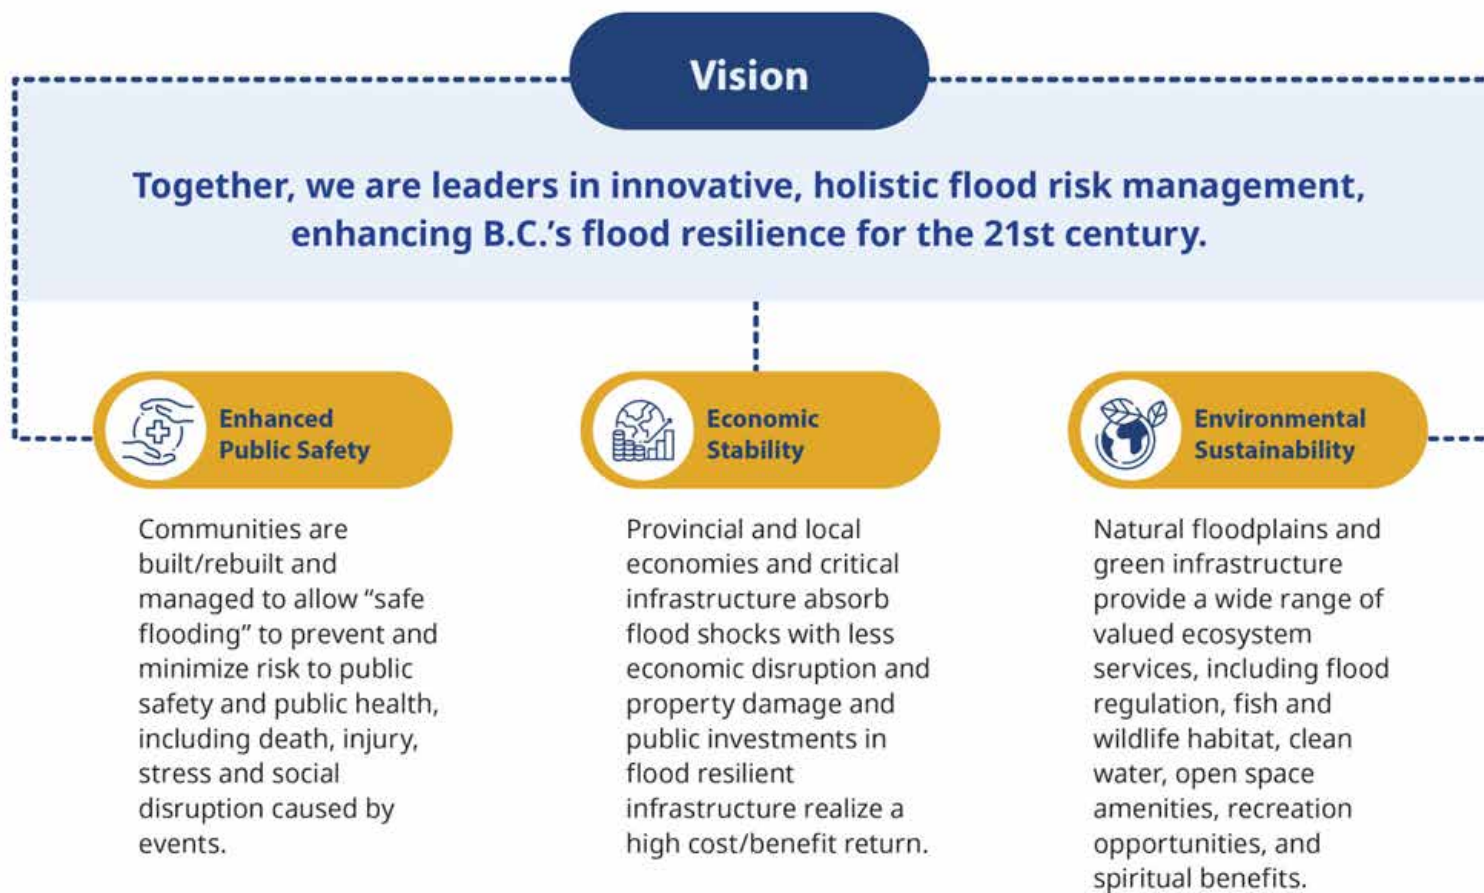 Vision
Together, we are leaders in innovative, holistic flood risk management,
enhancing B.C.'s flood resilience for the 21st century.
Enhanced
Public Safety
Communities are
built/rebuilt and
managed to allow “safe
flooding” to prevent and
minimize risk to public
safety and public health,
including death, injury,
stress and social
disruption caused by
events.
Economic
Stability
Provincial and local
economies and critical
infrastructure absorb
flood shocks with less
economic disruption and
property damage and
public investments in
flood resilient
infrastructure realize a
high cost/benefit return.
Environmental
Sustainability
Natural floodplains and
green infrastructure
provide a wide range of
valued ecosystem
services, including flood
regulation, fish and
wildlife habitat, clean
water, open space
amenities, recreation
opportunities, and
spiritual benefits.